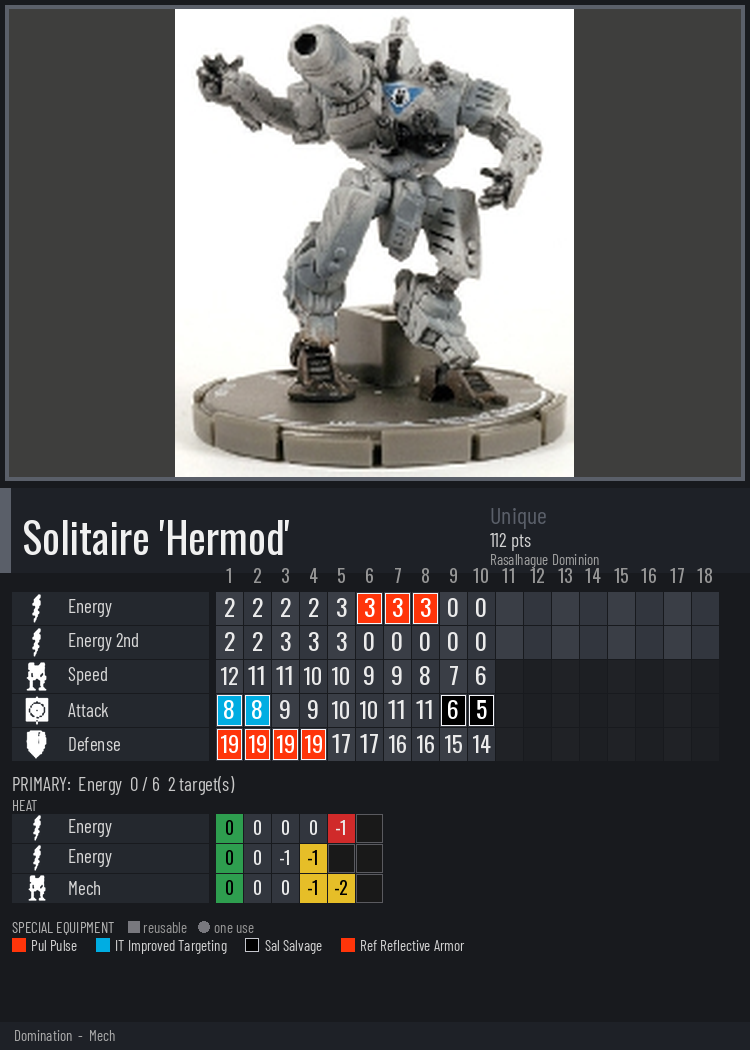 Solitaire 'Hermod'
Unique
112 pts
Rasalhague Dominion
1 2 3 4 5 6 7 8 9 10 11 12 13 14 15 16 17 18
Energy 2 2 2 2 3 3 3 3 0 0
Energy 2nd 2 2 3 3 3 0 0 0 0 0
Speed 12 11 11 10 10 9 9 8 7 6
Attack 8 8 9 9 10 10 11 11 6 5
Defense 19 19 19 19 17 17 16 16 15 14
PRIMARY: Energy 0 / 6 2 target(s)
HEAT
Energy 0 0 0 0 -1
Energy 0 0 -1 -1
Mech 0 0 0 -1 -2
SPECIAL EQUIPMENT reusable one use
Pul Pulse IT Improved Targeting Sal Salvage Ref Reflective Armor
Domination - Mech